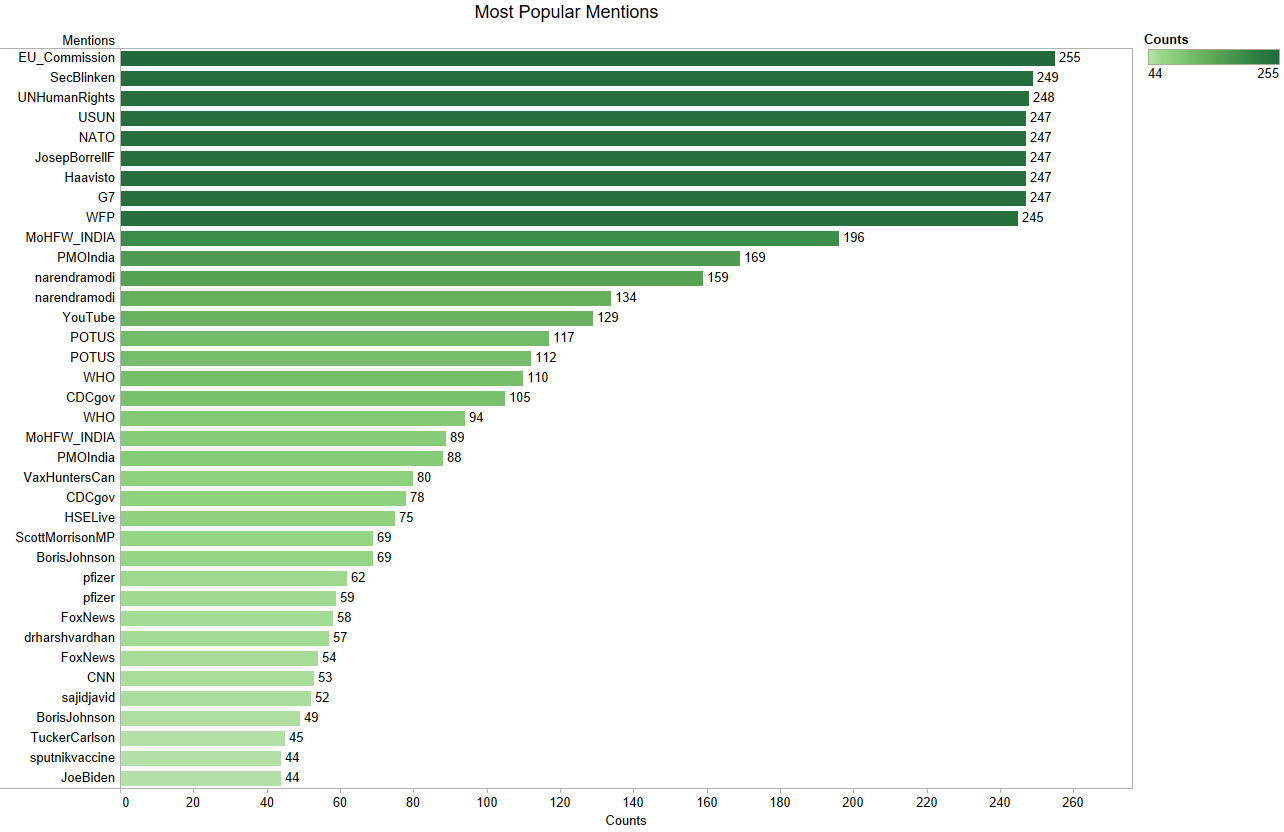 Most Popular Mentions
Mentions
Counts
44 255
EU_Commission 255
SecBlinken 249
UNHumanRights 248
USUN 247
NATO 247
JosepBorrellF 247
Haavisto 247
G7 247
WFP 245
MoHFW_INDIA 196
PMOIndia 169
narendramodi 159
narendramodi 134
YouTube 129
POTUS 117
POTUS 112
WHO 110
CDCgov 105
WHO 94
MoHFW_INDIA 89
PMOIndia 88
VaxHuntersCan 80
CDCgov 78
HSELive 75
ScottMorrisonMP 69
BorisJohnson 69
pfizer 62
pfizer 59
FoxNews 58
drharshvardhan 57
FoxNews 54
CNN 53
sajidjavid 52
BorisJohnson 49
TuckerCarlson 45
sputnikvaccine 44
JoeBiden 44
0 20 40 60 80 100 120 140 160 180 200 220 240 260
Counts